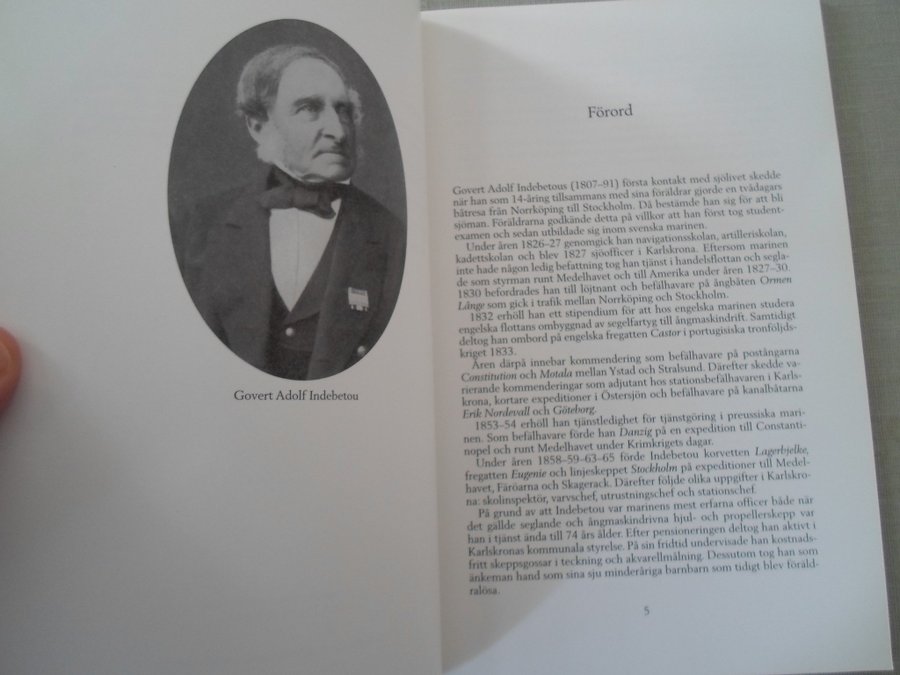 Govert Adolf Indebetou
Förord
Govert Adolf Indebetous (1807–91) första kontakt med sjölivet skedde
när han som 14-åring tillsammans med sina föräldrar gjorde en tvådagars
båtresa från Norrköping till Stockholm. Då bestämde han sig för att bli
sjöman. Föräldrarna godkände detta på villkor att han först tog student-
examen och sedan utbildade sig inom svenska marinen.
Under åren 1826–27 genomgick han navigationsskolan, artilleriskolan,
kadettskolan och blev 1827 sjöofficer i Karlskrona. Eftersom marinen
inte hade någon ledig befattning tog han tjänst i handelsflottan och segla-
de som styrman runt Medelhavet och till Amerika under åren 1827–30.
1830 befordrades han till löjtnant och befälhavare på ångbåten Ormen
Långe som gick i trafik mellan Norrköping och Stockholm.
1832 erhöll han ett stipendium för att hos engelska marinen studera
engelska flottans ombyggnad av segelfartyg till ångmaskindrift. Samtidigt
deltog han ombord på engelska fregatten Castor i portugisiska tronföljds-
kriget 1833.
Åren därpå innebar kommendering som befälhavare på postångarna
Constitution och Motala mellan Ystad och Stralsund. Därefter skedde va-
rierande kommenderingar som adjutant hos stationsbefälhavaren i Karls-
krona, kortare expeditioner i Östersjön och befälhavare på kanalbåtarna
Erik Nordevall och Göteborg.
1853–54 erhöll han tjänstledighet för tjänstgöring i preussiska mari-
nen. Som befälhavare förde han Danzig på en expedition till Constanti-
nopel och runt Medelhavet under Krimkrigets dagar.
Under åren 1858–59–63–65 förde Indebetou korvetten Lagerbjelke,
fregatten Eugenie och linjeskeppet Stockholm på expeditioner till Medel-
havet, Färöarna och Skagerack. Därefter följde olika uppgifter i Karlskro-
na: skolinspektör, varvschef, utrustningschef och stationschef.
På grund av att Indebetou var marinens mest erfarna officer både när
det gällde seglande och ångmaskindrivna hjul- och propellerskepp var
han i tjänst ända till 74 års ålder. Efter pensioneringen deltog han aktivt i
Karlskronas kommunala styrelse. På sin fridtid undervisade han kostnads-
fritt skeppsgossar i teckning och akvarellmålning. Dessutom tog han som
änkeman hand som sina sju minderåriga barnbarn som tidigt blev föräld-
ralösa.
5